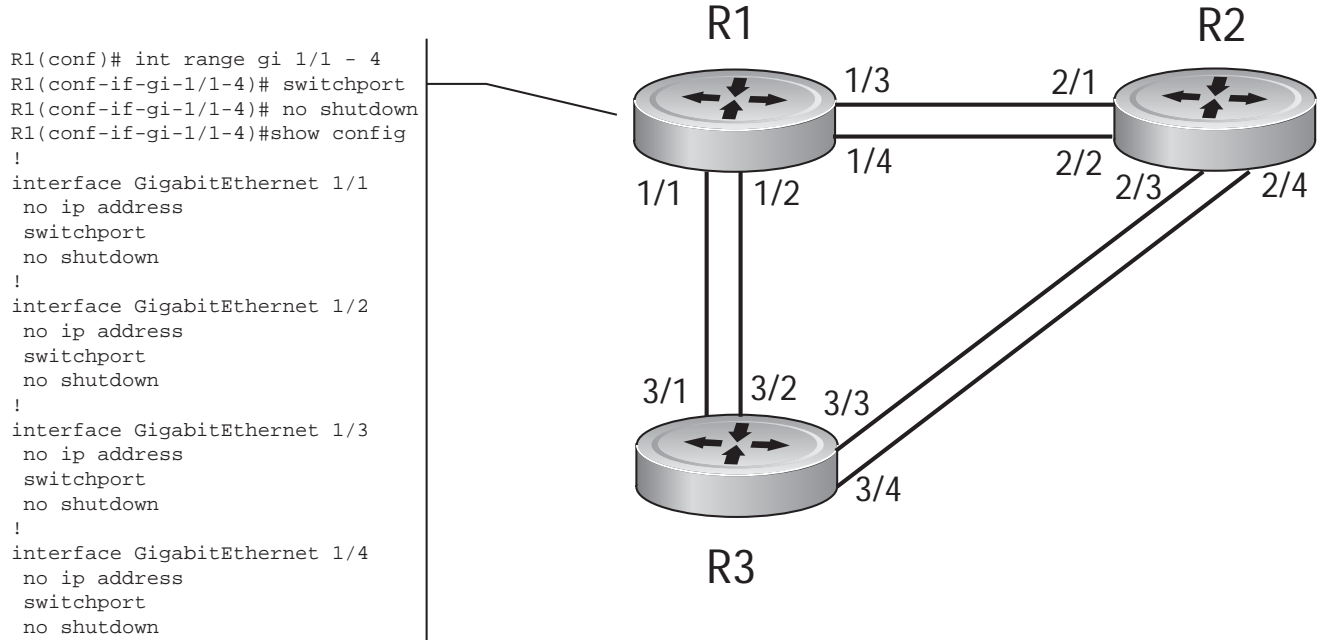 R1(conf)# int range gi 1/1 - 4
R1(conf-if-gi-1/1-4)# switchport
R1(conf-if-gi-1/1-4)# no shutdown
R1(conf-if-gi-1/1-4)#show config
!
interface GigabitEthernet 1/1
no ip address
switchport
no shutdown
!
interface GigabitEthernet 1/2
no ip address
switchport
no shutdown
!
interface GigabitEthernet 1/3
no ip address
switchport
no shutdown
!
interface GigabitEthernet 1/4
no ip address
switchport
no shutdown
R1
R2
1/3
2/1
1/4
2/2
1/1
1/2
2/3
2/4
3/1
3/2
3/3
3/4
R3